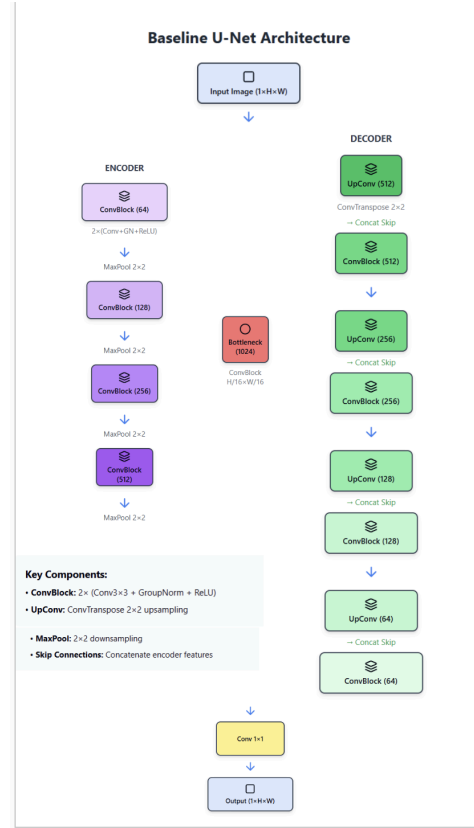 Baseline U-Net Architecture
Input Image (1×H×W)
ENCODER
ConvBlock (64)
2×(Conv+GN+ReLU)
MaxPool 2×2
ConvBlock (128)
MaxPool 2×2
ConvBlock (256)
MaxPool 2×2
ConvBlock
(512)
MaxPool 2×2
Bottleneck
(1024)
ConvBlock
H/16×W/16
DECODER
UpConv (512)
ConvTranspose 2×2
→ Concat Skip
ConvBlock (512)
UpConv (256)
→ Concat Skip
ConvBlock (256)
UpConv (128)
→ Concat Skip
ConvBlock (128)
UpConv (64)
→ Concat Skip
ConvBlock (64)
Key Components:
• ConvBlock: 2× (Conv3×3 + GroupNorm + ReLU)
• UpConv: ConvTranspose 2×2 upsampling
• MaxPool: 2×2 downsampling
• Skip Connections: Concatenate encoder features
Conv 1×1
Output (1×H×W)